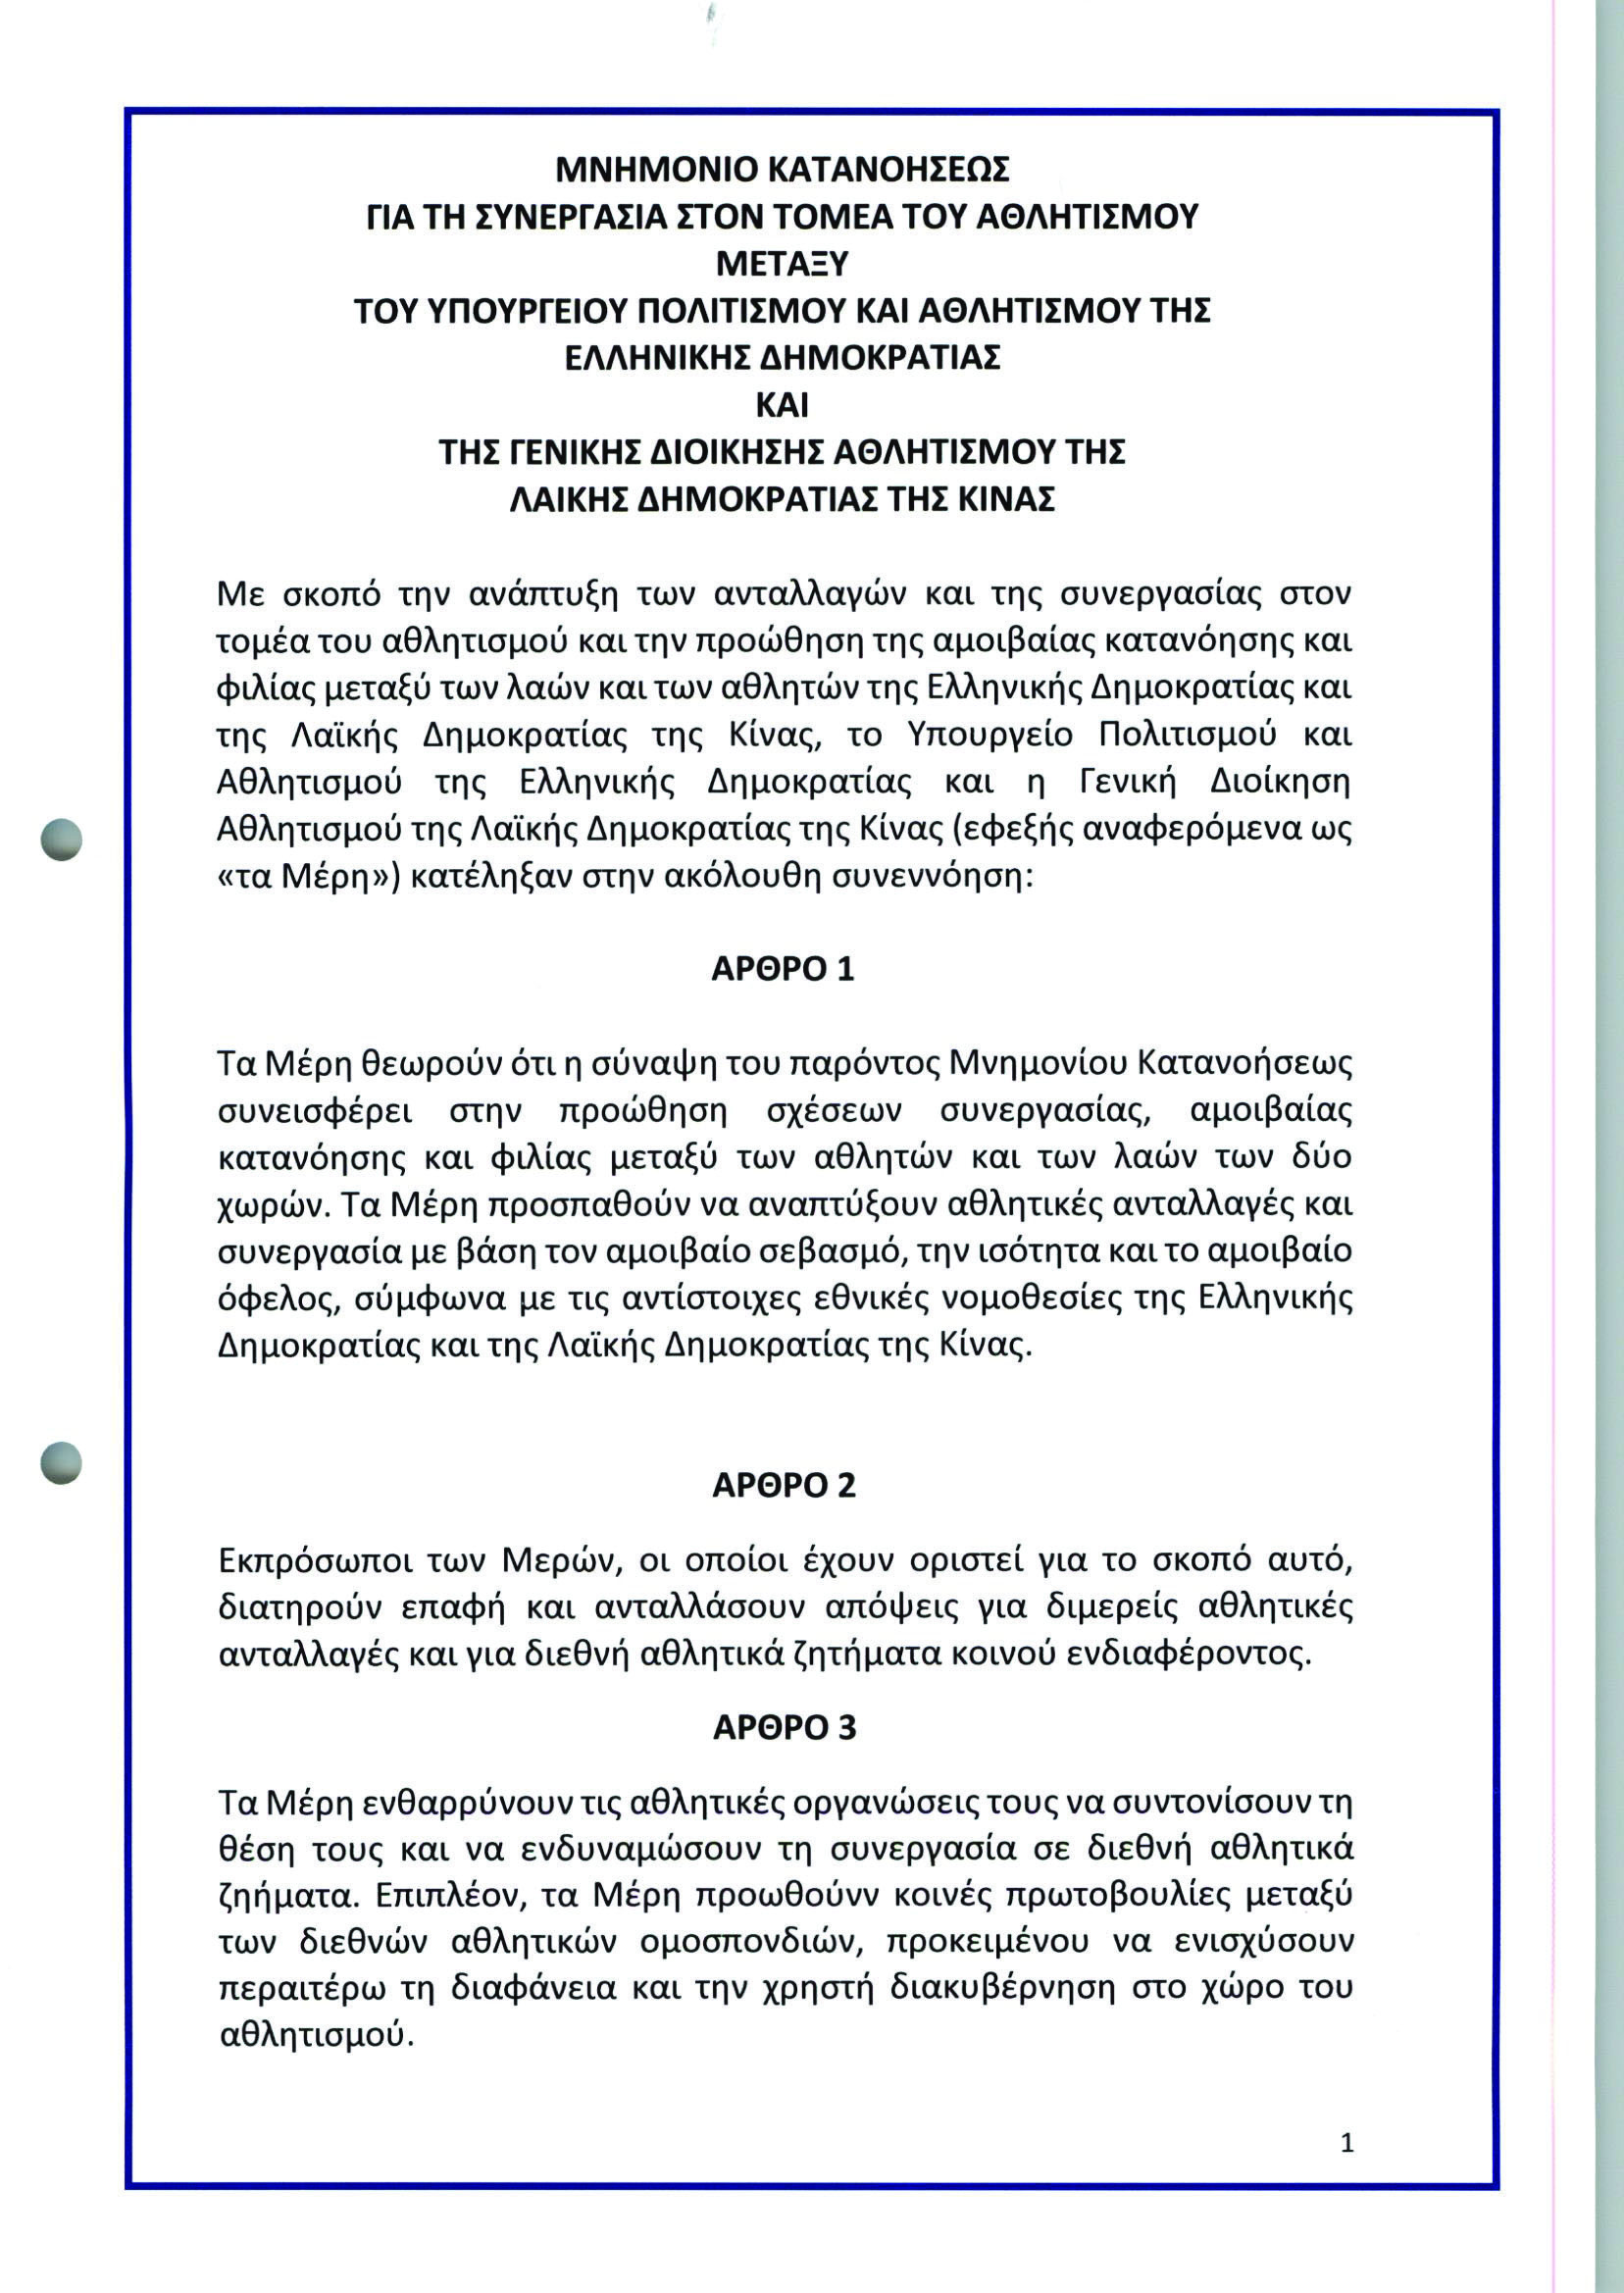 ΜΝΗΜΟΝΙΟ ΚΑΤΑΝΟΗΣΕΩΣ
ΓΙΑ ΤΗ ΣΥΝΕΡΓΑΣΙΑ ΣΤΟΝ ΤΟΜΕΑ ΤΟΥ ΑΘΛΗΤΙΣΜΟΥ
ΜΕΤΑΞΥ
ΤΟΥ ΥΠΟΥΡΓΕΙΟΥ ΠΟΛΙΤΙΣΜΟΥ ΚΑΙ ΑΘΛΗΤΙΣΜΟΥ ΤΗΣ
ΕΛΛΗΝΙΚΗΣ ΔΗΜΟΚΡΑΤΙΑΣ
ΚΑΙ
ΤΗΣ ΓΕΝΙΚΗΣ ΔΙΟΙΚΗΣΗΣ ΑΘΛΗΤΙΣΜΟΥ ΤΗΣ
ΛΑΙΚΗΣ ΔΗΜΟΚΡΑΤΙΑΣ ΤΗΣ ΚΙΝΑΣ
Με σκοπό την ανάπτυξη των ανταλλαγών και της συνεργασίας στον
τομέα του αθλητισμού και την προώθηση της αμοιβαίας κατανόησης και
φιλίας μεταξύ των λαών και των αθλητών της Ελληνικής Δημοκρατίας και
της Λαϊκής Δημοκρατίας της Κίνας, το Υπουργείο Πολιτισμού και
Αθλητισμού της Ελληνικής Δημοκρατίας και η Γενική Διοίκηση
Αθλητισμού της Λαϊκής Δημοκρατίας της Κίνας (εφεξής αναφερόμενα ως
«τα Μέρη») κατέληξαν στην ακόλουθη συνεννόηση:
ΑΡΘΡΟ 1
Τα Μέρη θεωρούν ότι η σύναψη του παρόντος Μνημονίου Κατανοήσεως
συνεισφέρει στην προώθηση σχέσεων συνεργασίας, αμοιβαίας
κατανόησης και φιλίας μεταξύ των αθλητών και των λαών των δύο
χωρών. Τα Μέρη προσπαθούν να αναπτύξουν αθλητικές ανταλλαγές και
συνεργασία με βάση τον αμοιβαίο σεβασμό, την ισότητα και το αμοιβαίο
όφελος, σύμφωνα με τις αντίστοιχες εθνικές νομοθεσίες της Ελληνικής
Δημοκρατίας και της Λαϊκής Δημοκρατίας της Κίνας.
ΑΡΘΡΟ 2
Εκπρόσωποι των Μερών, οι οποίοι έχουν οριστεί για το σκοπό αυτό,
διατηρούν επαφή και ανταλλάσουν απόψεις για διμερείς αθλητικές
ανταλλαγές και για διεθνή αθλητικά ζητήματα κοινού ενδιαφέροντος.
ΑΡΘΡΟ 3
Τα Μέρη ενθαρρύνουν τις αθλητικές οργανώσεις τους να συντονίσουν τη
θέση τους και να ενδυναμώσουν τη συνεργασία σε διεθνή αθλητικά
ζηήματα. Επιπλέον, τα Μέρη προωθούνν κοινές πρωτοβουλίες μεταξύ
των διεθνών αθλητικών ομοσπονδιών, προκειμένου να ενισχύσουν
περαιτέρω τη διαφάνεια και την χρηστή διακυβέρνηση στο χώρο του
αθλητισμού.
1